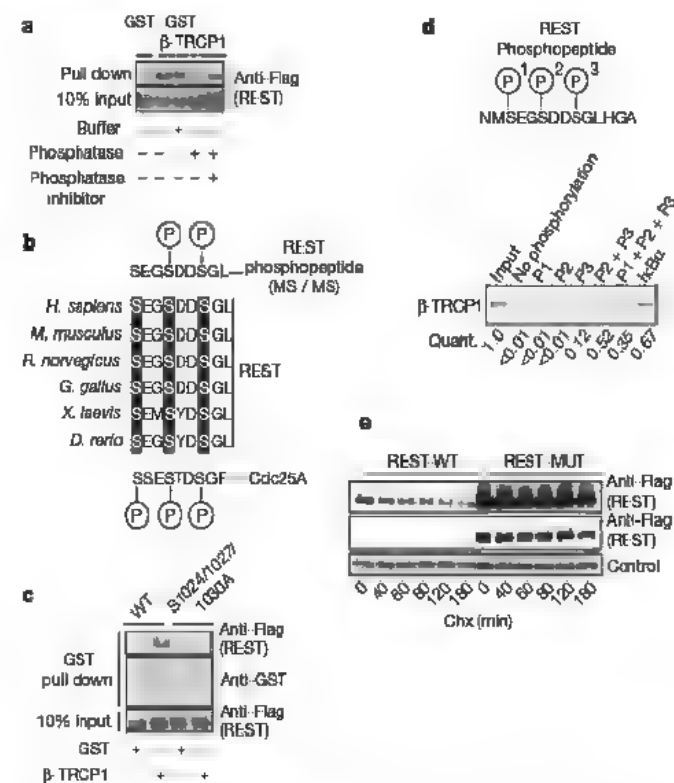 a
GST GST
β-TRCP1
Pull down
Anti-Flag
10% input
(REST)
Buffer
+
Phosphatase
- - + +
Phosphatase
- - - - +
inhibitor
b
P P
SEGSDDSGL
REST
phosphopeptide
(MS / MS)
H. sapiens SEGSDDSGL
M. musculus SEGSDDSGL
R. norvegicus SEGSDDSGL
G. gallus SEGSDDSGL
X. laevis SEMSYDSGL
D. rerio SEGSYDSGL
REST
SSESTDSGF Cdc25A
P P P
c
WT
S1024/1027/
1030A
GST
pull down
Anti-Flag
(REST)
Anti-GST
10% input
Anti-Flag
(REST)
GST + +
β-TRCP1 + +
d
REST
Phosphopeptide
P 1 P 2 P 3
NMSEGSDDSGLHGA
Input
No phosphorylation
P1
P2
P3
P2 + P3
P1 + P2 + P3
IκBα
β-TRCP1
Quant. 1.0 <0.01 <0.01 <0.01 0.12 0.52 0.35 0.67
e
REST-WT REST-MUT
Anti-Flag
(REST)
Anti-Flag
(REST)
Control
0 40 60 80 120 180 0 40 60 80 120 180
Chx (min)